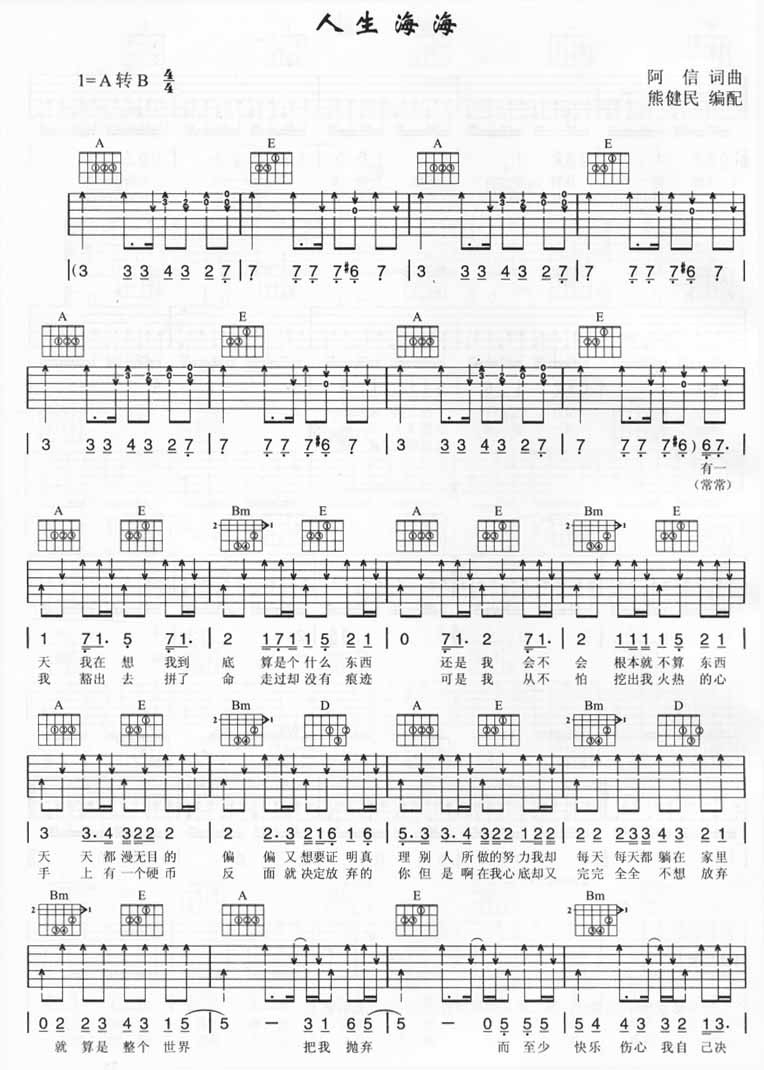 人生海海
1=A转B 4/4
阿信 词曲
熊健民 编配
A E A E
(3 3 3 4 3 2 7 | 7 7 7 7 #6 7 | 3 3 3 4 3 2 7 | 7 7 7 7 #6 7 |
A E A E
3 3 3 4 3 2 7 | 7 7 7 7 #6 7 | 3 3 3 4 3 2 7 | 7 7 7 7 #6) 6 7. |
有一
(常常)
A E Bm E A E Bm E
1 7 1. 5 7 1. | 2 1 7 1 1 5 2 1 | 0 7 1. 2 7 1. | 2 1 1 1 1 5 2 1 |
天 我在 想 我到 底 算是个 什么 东西 还是 我 会不 会 根本就 不算 东西
我 豁出 去 拼了 命 走过却 没有 痕迹 可是 我 从不 怕 挖出我 火热 的心
A E Bm D A E Bm D
3 3. 4 3 2 2 2 | 2 2. 3 2 1 6 1 6 | 5. 3 3. 4 3 2 1 2 2 | 2 2 2 3 4 3 2 1 1 |
天 天都 漫无目 的 偏 偏又 想要证 明真 理别 人所 做的努 力我却 每天 每天都 躺在 家里
手 上有 一个硬 币 反 面就 决定放 弃的 你但 是啊 在我心 底却又 完完 全全 不想 放弃
Bm E A E Bm
0 2 2 3 4 3 1 5 | 5 – 3 3 1 6 5 | 5 – 0 5 5 5 | 5 4 4 3 0 2 2 1 3. |
就 算是 整个 世界 把我 抛弃 而 至少 快乐 伤心 我自 己决